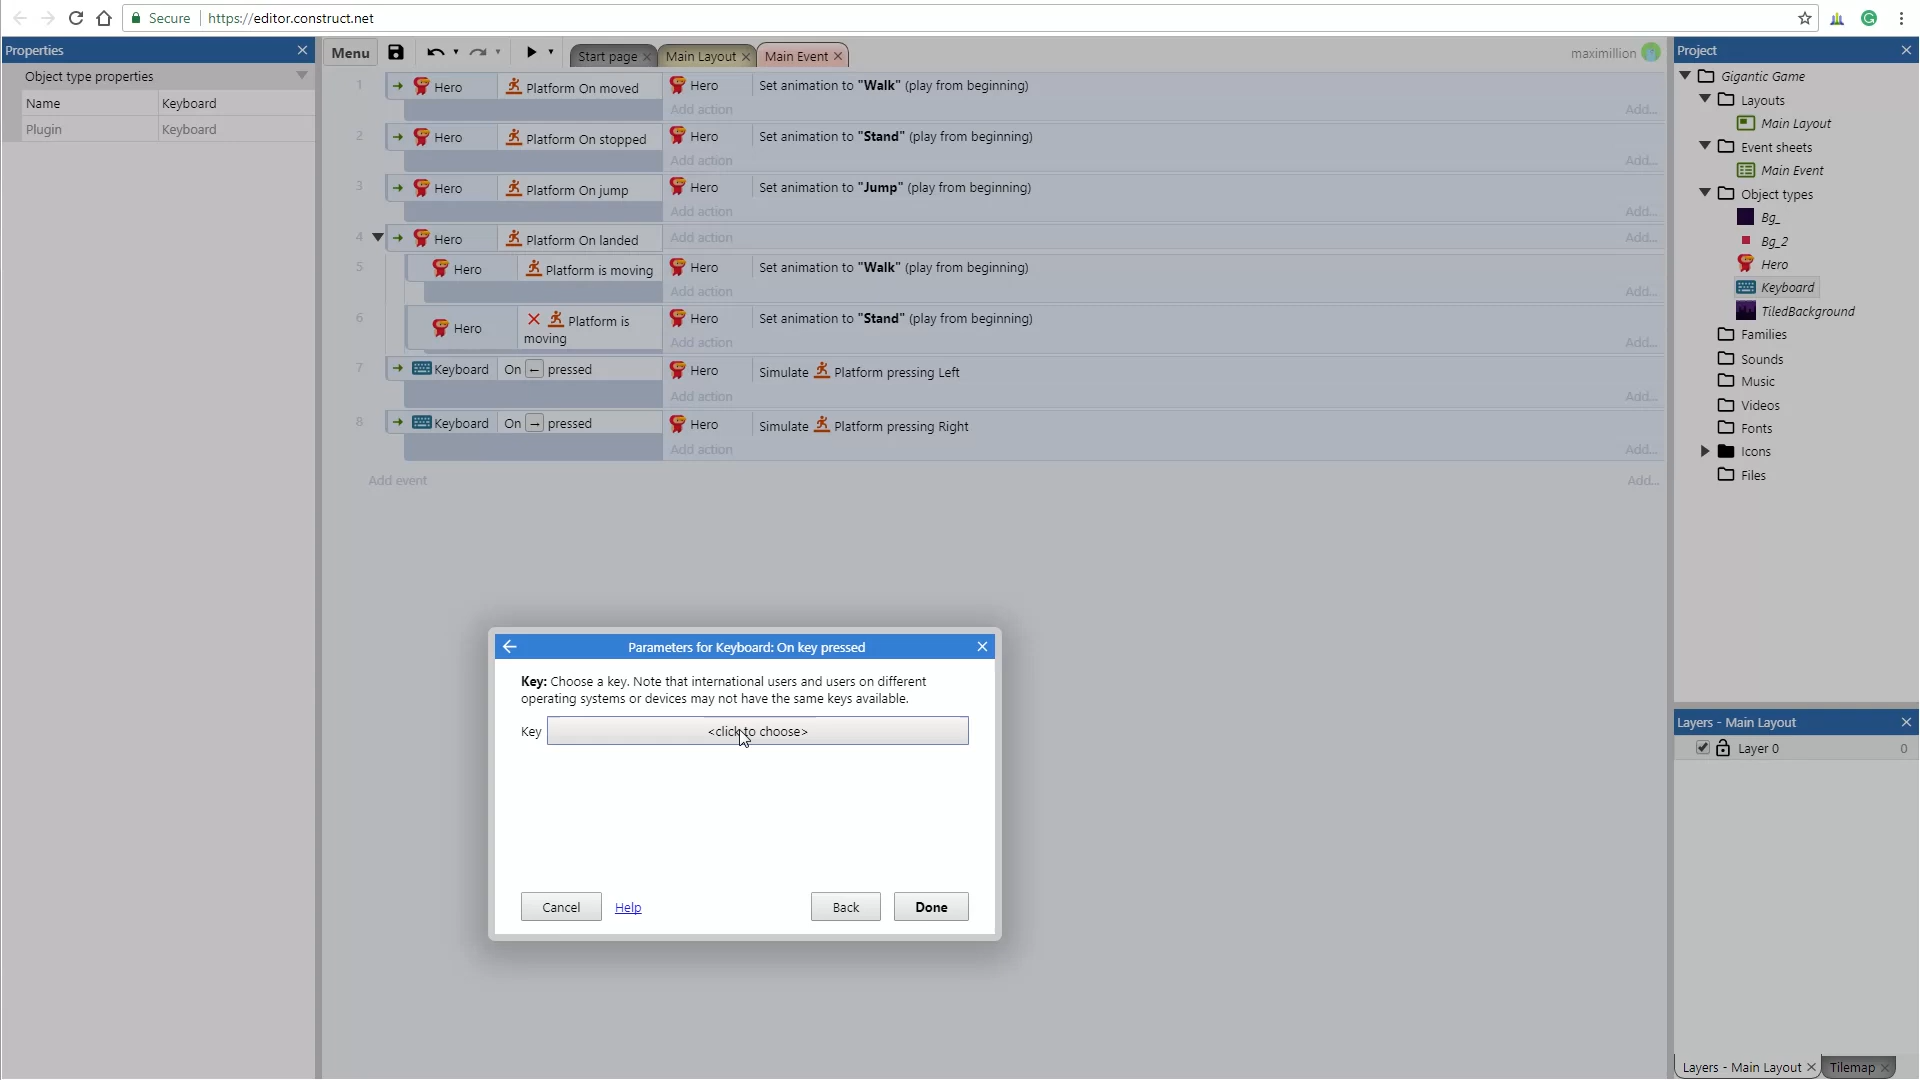 Secure
https://editor.construct.net
Properties
Menu
Start page
Main Layout
Main Event
maximillion
Project
Object type properties
Name
Keyboard
Plugin
Keyboard
1
Hero
Platform On moved
Hero
Set animation to "Walk" (play from beginning)
Add action
Add...
2
Hero
Platform On stopped
Hero
Set animation to "Stand" (play from beginning)
Add action
Add...
3
Hero
Platform On jump
Hero
Set animation to "Jump" (play from beginning)
Add action
Add...
4
Hero
Platform On landed
Add action
Add...
5
Hero
Platform is moving
Hero
Set animation to "Walk" (play from beginning)
Add action
Add...
6
Hero
Platform is
moving
Hero
Set animation to "Stand" (play from beginning)
Add action
Add...
7
Keyboard
On ← pressed
Hero
Simulate Platform pressing Left
Add action
Add...
8
Keyboard
On → pressed
Hero
Simulate Platform pressing Right
Add action
Add...
Add event
Add...
Parameters for Keyboard: On key pressed
Key: Choose a key. Note that international users and users on different
operating systems or devices may not have the same keys available.
Key
<click to choose>
Cancel
Help
Back
Done
Gigantic Game
Layouts
Main Layout
Event sheets
Main Event
Object types
Bg_
Bg_2
Hero
Keyboard
TiledBackground
Families
Sounds
Music
Videos
Fonts
Icons
Files
Layers - Main Layout
Layer 0
0
Layers - Main Layout
Tilemap